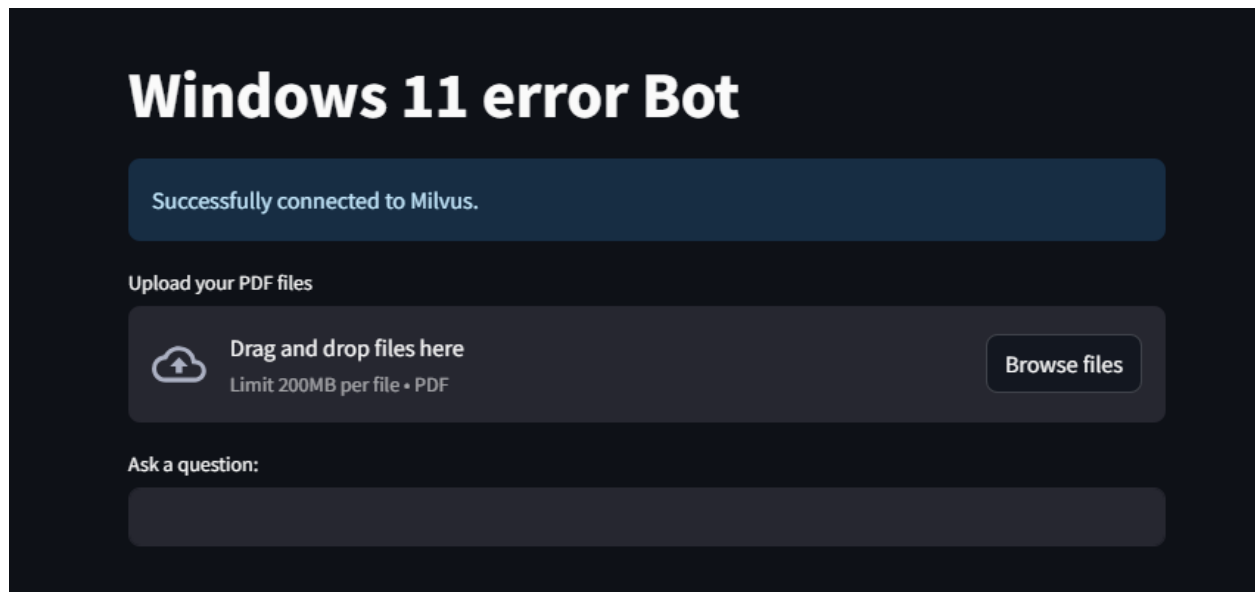 Windows 11 error Bot
Successfully connected to Milvus.
Upload your PDF files
Drag and drop files here
Limit 200MB per file • PDF
Browse files
Ask a question: